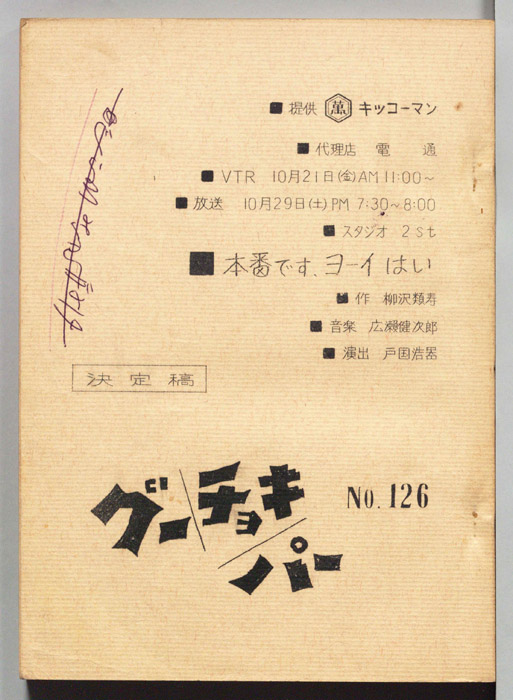 ■ 提供 萬 キッコーマン
■ 代理店 電通
■ VTR 10月21日(金)AM 11:00~
■ 放送 10月29日(土)PM 7:30~8:00
■ スタジオ 2st
■ 本番です、ヨーイはい
■ 作 柳沢類寿
■ 音楽 広瀬健次郎
■ 演出 戸国浩器
決定稿
グー/チョキ/パー
No. 126